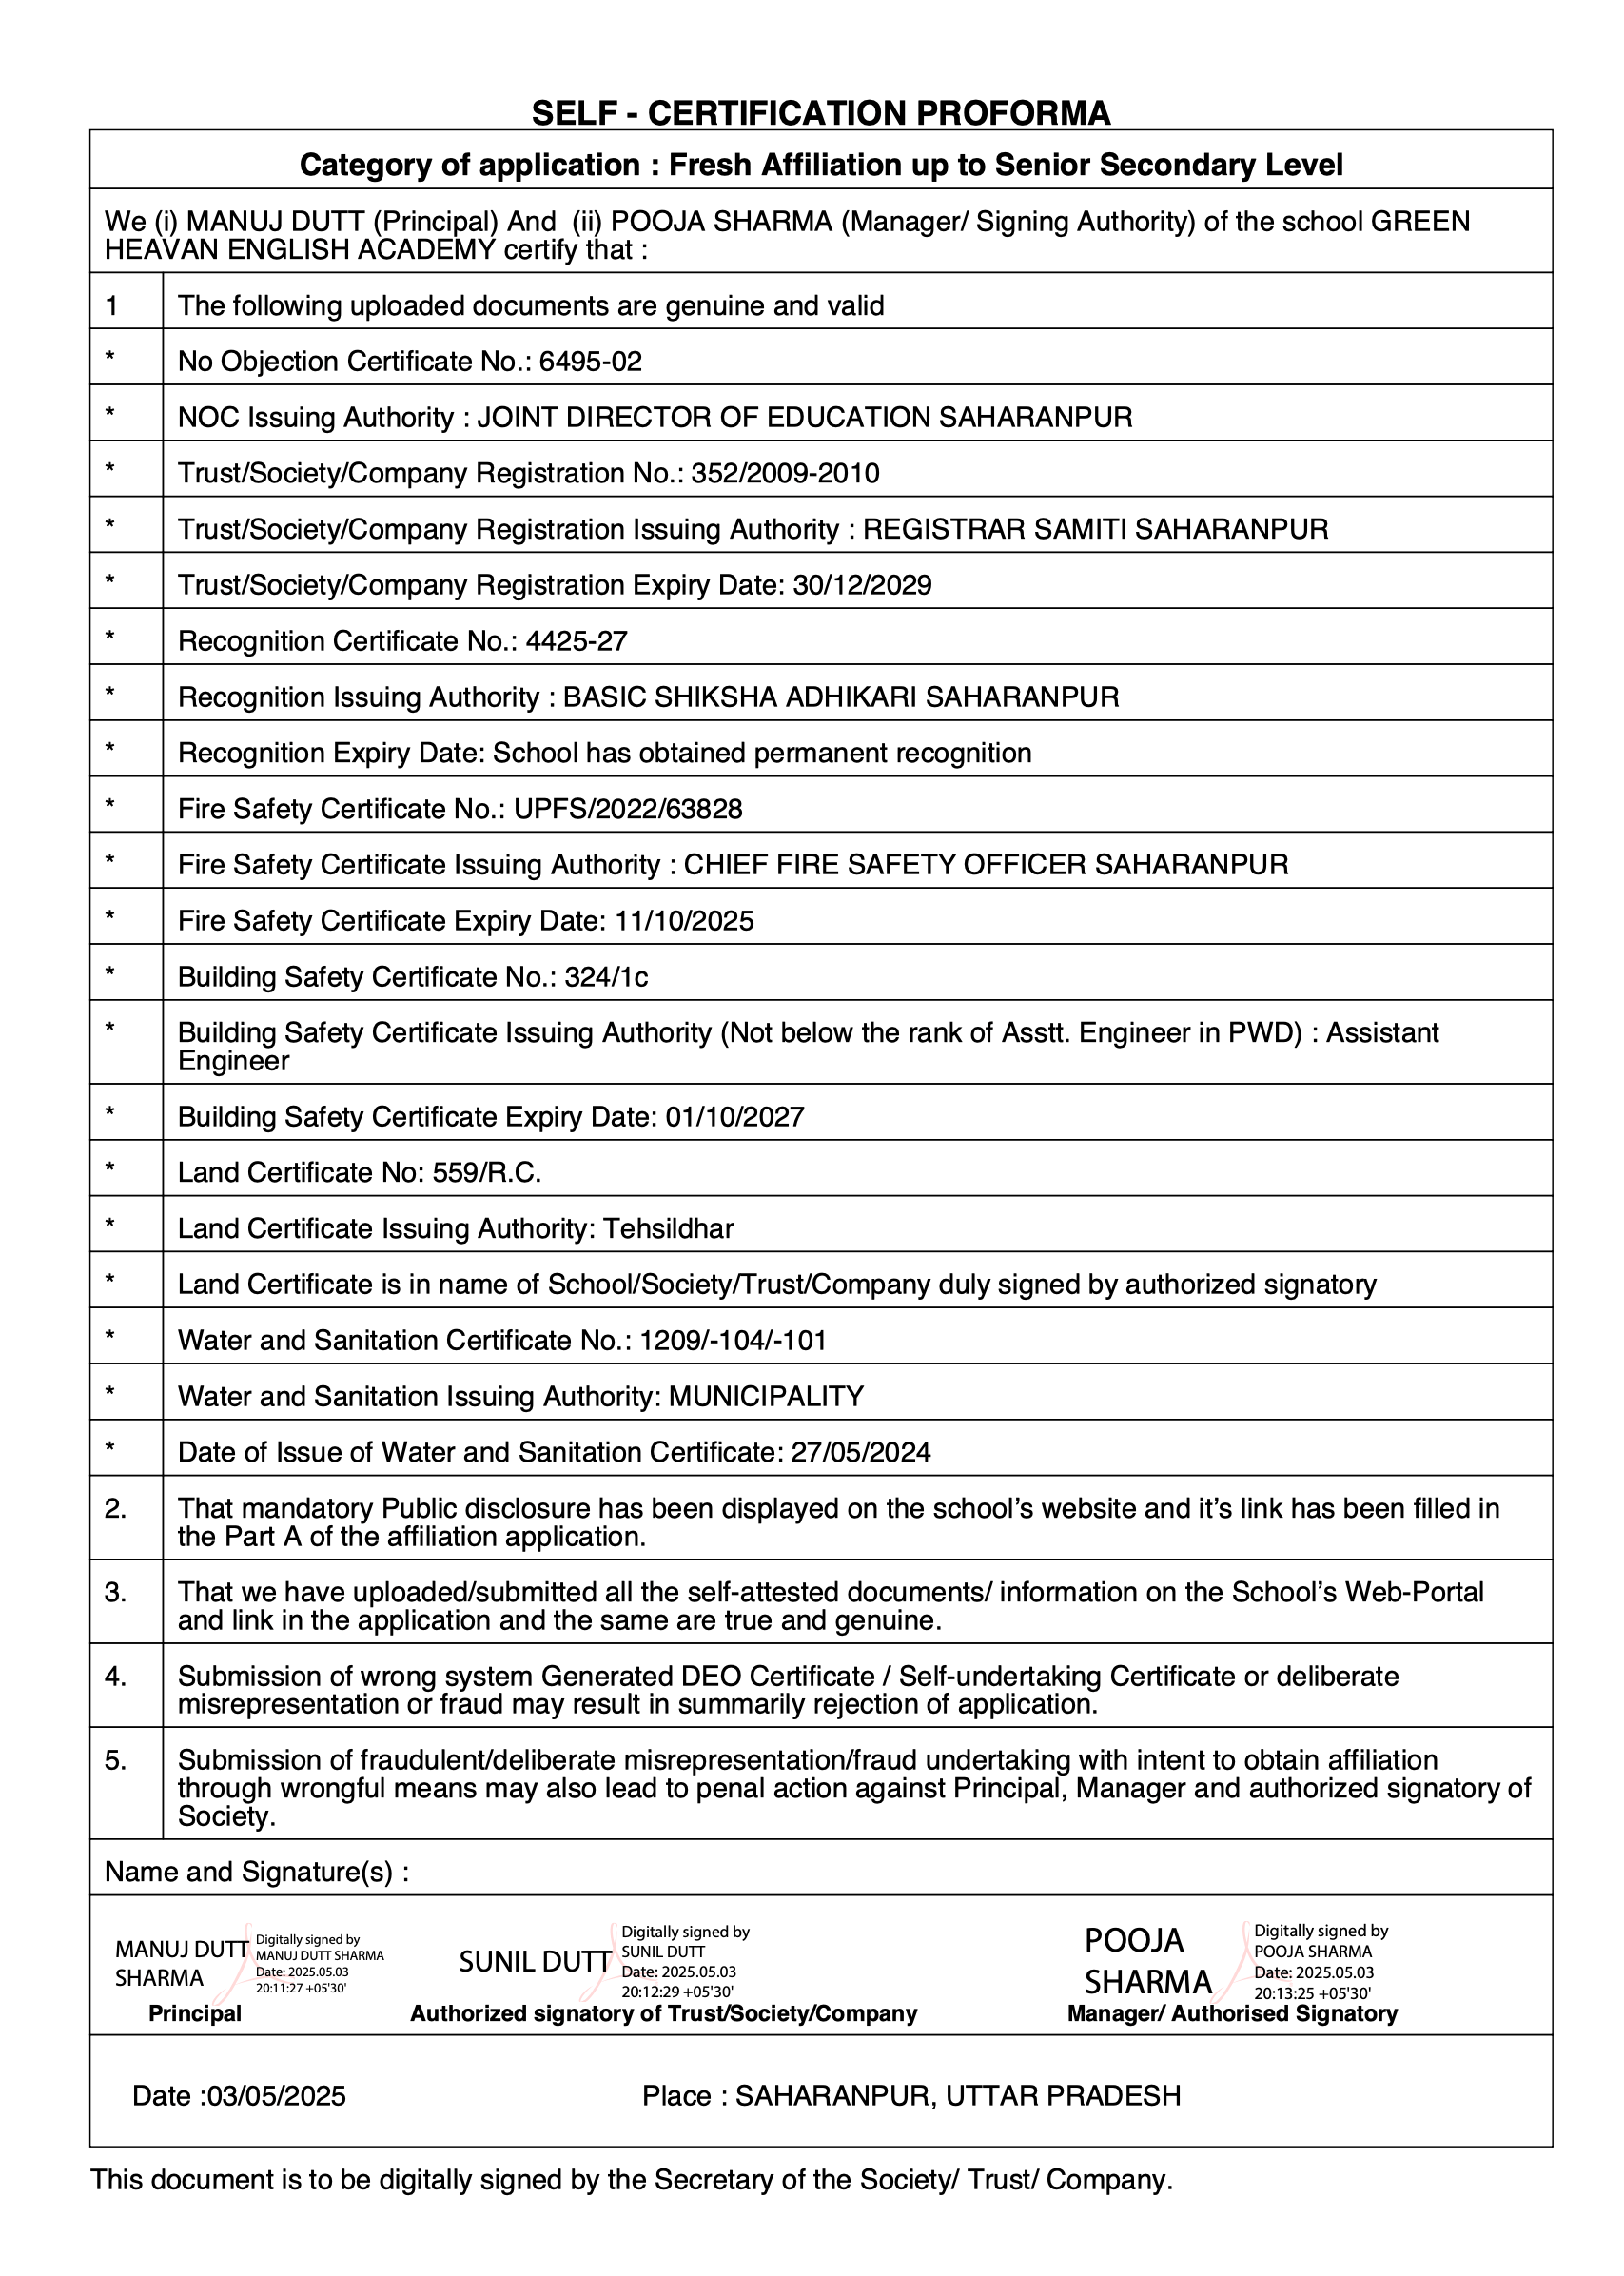 SELF - CERTIFICATION PROFORMA
Category of application : Fresh Affiliation up to Senior Secondary Level
We (i) MANUJ DUTT (Principal) And  (ii) POOJA SHARMA (Manager/ Signing Authority) of the school GREEN
HEAVAN ENGLISH ACADEMY certify that :
1 The following uploaded documents are genuine and valid
* No Objection Certificate No.: 6495-02
* NOC Issuing Authority : JOINT DIRECTOR OF EDUCATION SAHARANPUR
* Trust/Society/Company Registration No.: 352/2009-2010
* Trust/Society/Company Registration Issuing Authority : REGISTRAR SAMITI SAHARANPUR
* Trust/Society/Company Registration Expiry Date: 30/12/2029
* Recognition Certificate No.: 4425-27
* Recognition Issuing Authority : BASIC SHIKSHA ADHIKARI SAHARANPUR
* Recognition Expiry Date: School has obtained permanent recognition
* Fire Safety Certificate No.: UPFS/2022/63828
* Fire Safety Certificate Issuing Authority : CHIEF FIRE SAFETY OFFICER SAHARANPUR
* Fire Safety Certificate Expiry Date: 11/10/2025
* Building Safety Certificate No.: 324/1c
* Building Safety Certificate Issuing Authority (Not below the rank of Asstt. Engineer in PWD) : Assistant
Engineer
* Building Safety Certificate Expiry Date: 01/10/2027
* Land Certificate No: 559/R.C.
* Land Certificate Issuing Authority: Tehsildhar
* Land Certificate is in name of School/Society/Trust/Company duly signed by authorized signatory
* Water and Sanitation Certificate No.: 1209/-104/-101
* Water and Sanitation Issuing Authority: MUNICIPALITY
* Date of Issue of Water and Sanitation Certificate: 27/05/2024
2. That mandatory Public disclosure has been displayed on the school’s website and it’s link has been filled in
the Part A of the affiliation application.
3. That we have uploaded/submitted all the self-attested documents/ information on the School’s Web-Portal
and link in the application and the same are true and genuine.
4. Submission of wrong system Generated DEO Certificate / Self-undertaking Certificate or deliberate
misrepresentation or fraud may result in summarily rejection of application.
5. Submission of fraudulent/deliberate misrepresentation/fraud undertaking with intent to obtain affiliation
through wrongful means may also lead to penal action against Principal, Manager and authorized signatory of
Society.
Name and Signature(s) :
MANUJ DUTT
SHARMA
Digitally signed by
MANUJ DUTT SHARMA
Date: 2025.05.03
20:11:27 +05'30'
Principal
SUNIL DUTT
Digitally signed by
SUNIL DUTT
Date: 2025.05.03
20:12:29 +05'30'
Authorized signatory of Trust/Society/Company
POOJA
SHARMA
Digitally signed by
POOJA SHARMA
Date: 2025.05.03
20:13:25 +05'30'
Manager/ Authorised Signatory
Date :03/05/2025 Place : SAHARANPUR, UTTAR PRADESH
This document is to be digitally signed by the Secretary of the Society/ Trust/ Company.